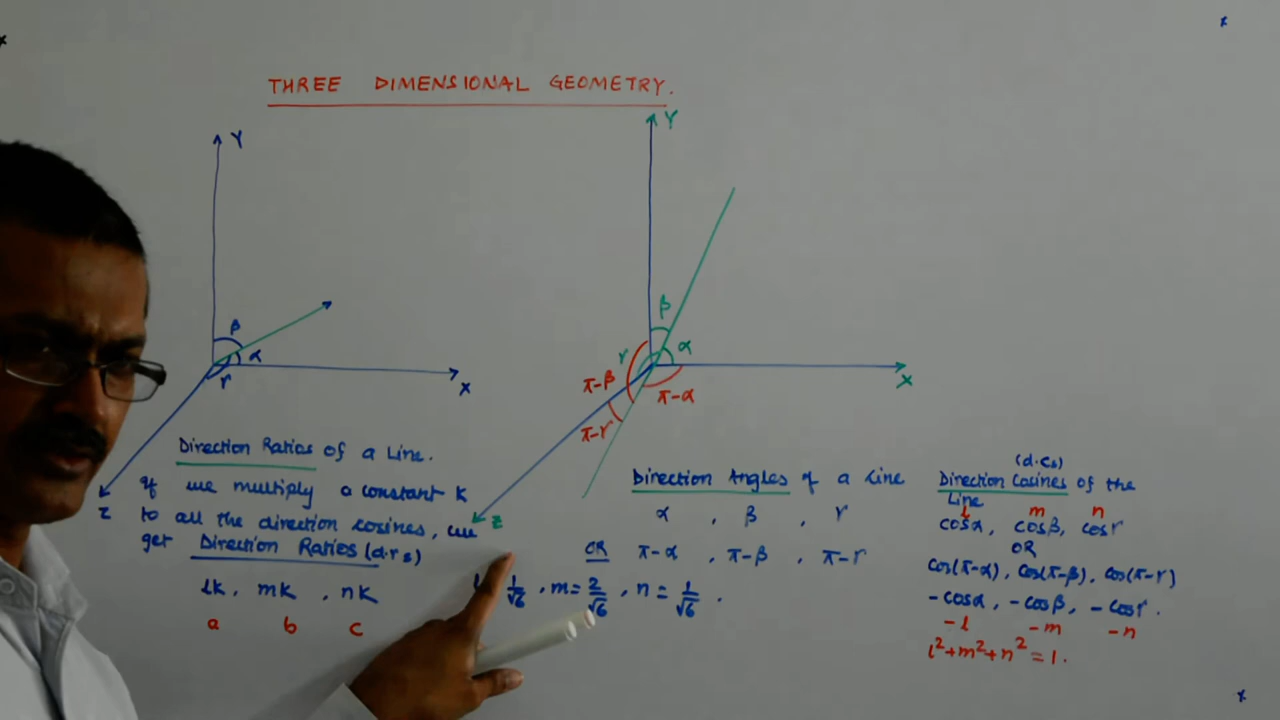 THREE DIMENSIONAL GEOMETRY.
Y
β
α
γ
X
Z
Y
β
γ
α
π-β
π-α
π-γ
X
Z
Direction Ratios of a Line.
If we multiply a constant K
to all the direction cosines, we
get Direction Ratios (d.r.s)
lK, mK, nK
a b c
Direction Angles of a Line
α, β, γ
OR π-α, π-β, π-γ
1/√6, m=2/√6, n=1/√6.
(d.cs)
Direction Cosines of the
Line
l m n
cosα, cosβ, cosγ
OR
cos(π-α), cos(π-β), cos(π-γ)
-cosα, -cosβ, -cosγ.
-l -m -n
l²+m²+n²=1.